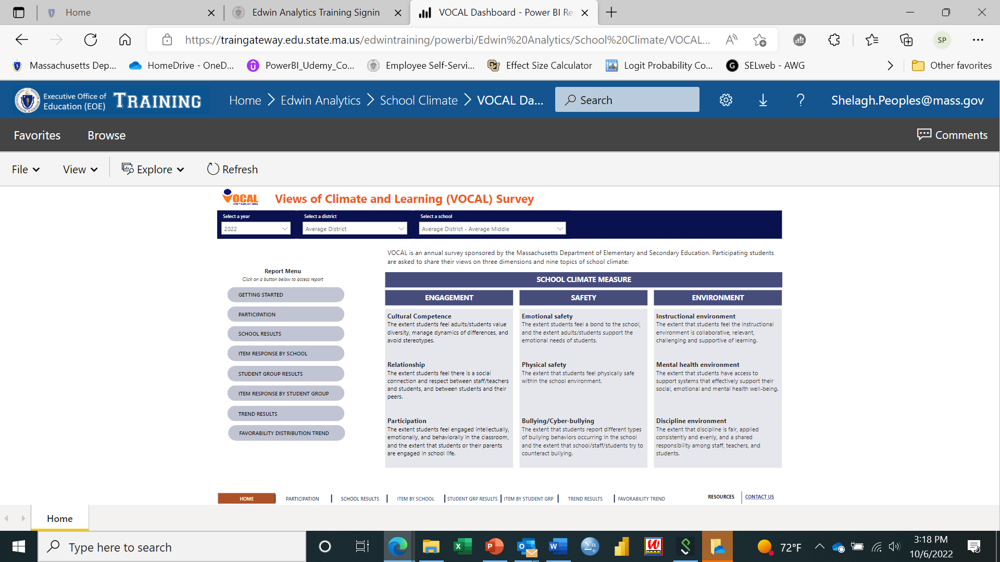 Home
Edwin Analytics Training Signin
VOCAL Dashboard - Power BI Re
https://traingateway.edu.state.ma.us/edwintraining/powerbi/Edwin%20Analytics/School%20Climate/VOCAL...
SP
Massachusetts Dep...
HomeDrive - OneD...
PowerBI_Udemy_Co...
Employee Self-Servi...
Effect Size Calculator
Logit Probability Co...
SELweb - AWG
Other favorites
Executive Office of
Education (EOE)
TRAINING
Home > Edwin Analytics > School Climate > VOCAL Da...
Search
Shelagh.Peoples@mass.gov
Favorites
Browse
Comments
File
View
Explore
Refresh
VOCAL
Views of Climate and Learning (VOCAL) Survey
Select a year
Select a district
Select a school
2022
Average District
Average District - Average Middle
VOCAL is an annual survey sponsored by the Massachusetts Department of Elementary and Secondary Education. Participating students
are asked to share their views on three dimensions and nine topics of school climate:
Report Menu
Click on a button below to access report
GETTING STARTED
PARTICIPATION
SCHOOL RESULTS
ITEM RESPONSE BY SCHOOL
STUDENT GROUP RESULTS
ITEM RESPONSE BY STUDENT GROUP
TREND RESULTS
FAVORABILITY DISTRIBUTION TREND
SCHOOL CLIMATE MEASURE
ENGAGEMENT
Cultural Competence
The extent students feel adults/students value
diversity, manage dynamics of differences, and
avoid stereotypes.
Relationship
The extent students feel there is a social
connection and respect between staff/teachers
and students, and between students and their
peers.
Participation
The extent students feel engaged intellectually,
emotionally, and behaviorally in the classroom,
and the extent that students or their parents
are engaged in school life.
SAFETY
Emotional safety
The extent students feel a bond to the school,
and the extent adults/students support the
emotional needs of students.
Physical safety
The extent that students feel physically safe
within the school environment.
Bullying/Cyber-bullying
The extent that students report different types
of bullying behaviors occurring in the school
and the extent that school/staff/students try to
counteract bullying.
ENVIRONMENT
Instructional environment
The extent that students feel the instructional
environment is collaborative, relevant,
challenging and supportive of learning.
Mental health environment
The extent that students have access to
support systems that effectively support their
social, emotional and mental health well-being.
Discipline environment
The extent that discipline is fair, applied
consistently and evenly, and a shared
responsibility among staff, teachers, and
students.
HOME
PARTICIPATION
SCHOOL RESULTS
ITEM BY SCHOOL
STUDENT GRP RESULTS
ITEM BY STUDENT GRP
TREND RESULTS
FAVORABILITY TREND
RESOURCES
CONTACT US
Home
Type here to search
72°F
3:18 PM
10/6/2022